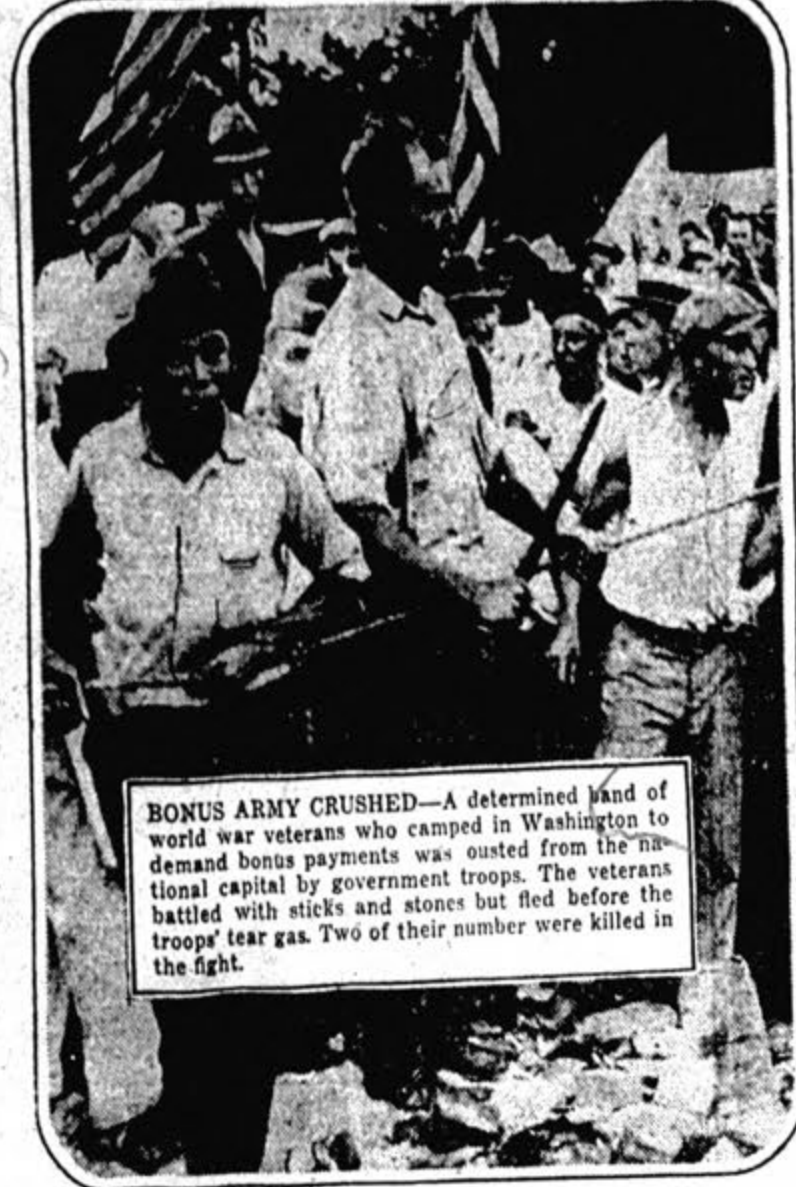 BONUS ARMY CRUSHED—A determined band of
world war veterans who camped in Washington to
demand bonus payments was ousted from the na-
tional capital by government troops. The veterans
battled with sticks and stones but fled before the
troops' tear gas. Two of their number were killed in
the fight.